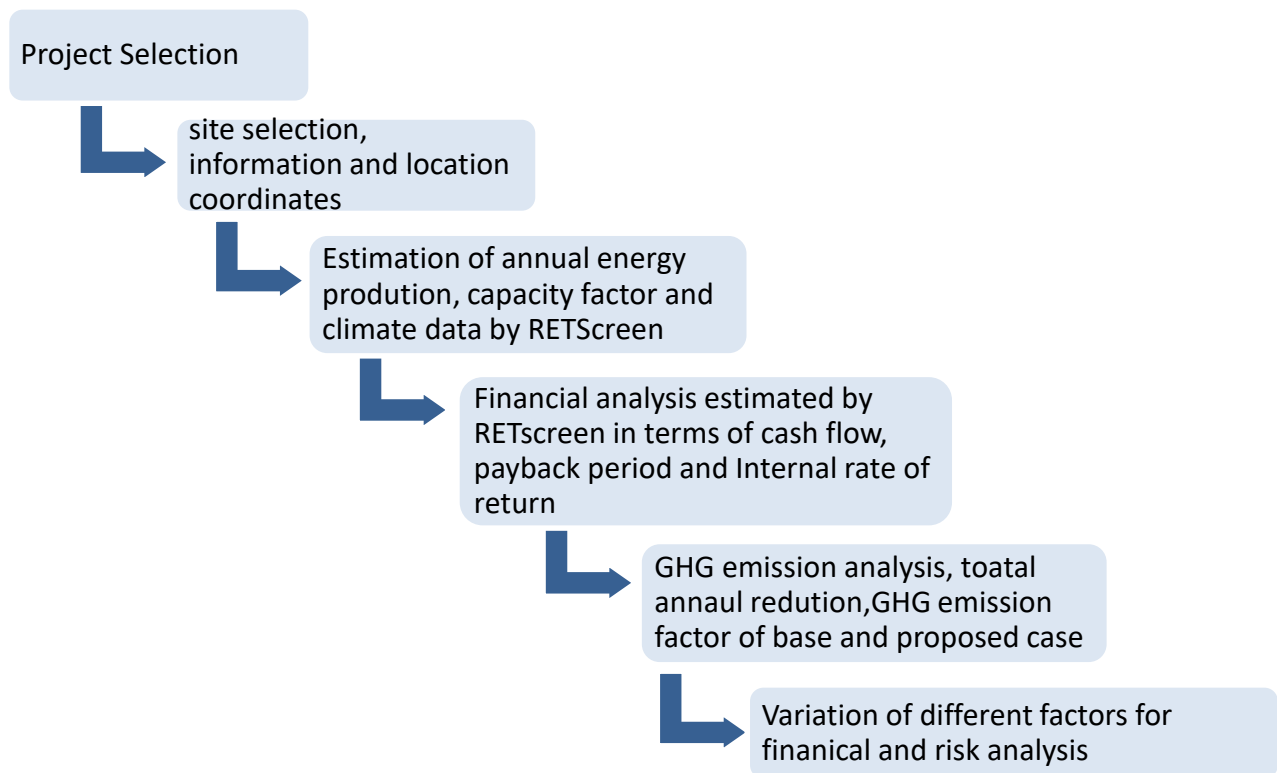 Project Selection
site selection,
information and location
coordinates
Estimation of annual energy
prodution, capacity factor and
climate data by RETScreen
Financial analysis estimated by
RETscreen in terms of cash flow,
payback period and Internal rate of
return
GHG emission analysis, toatal
annaul redution,GHG emission
factor of base and proposed case
Variation of different factors for
finanical and risk analysis